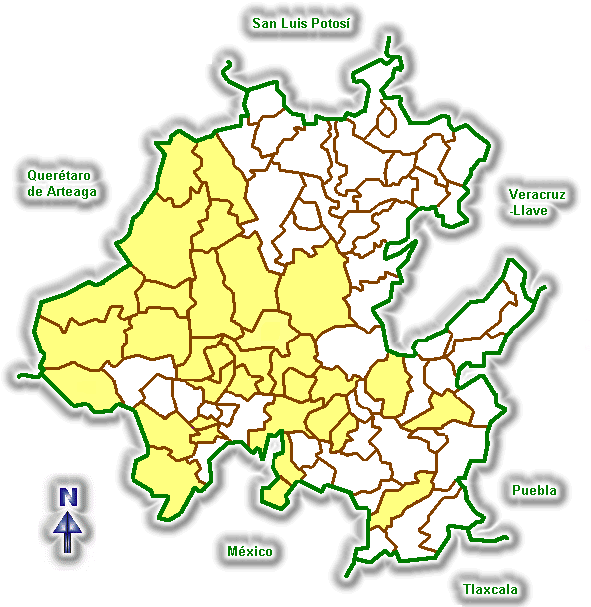 San Luis Potosí
Querétaro
de Arteaga
Veracruz
-Llave
N
Puebla
México
Tlaxcala